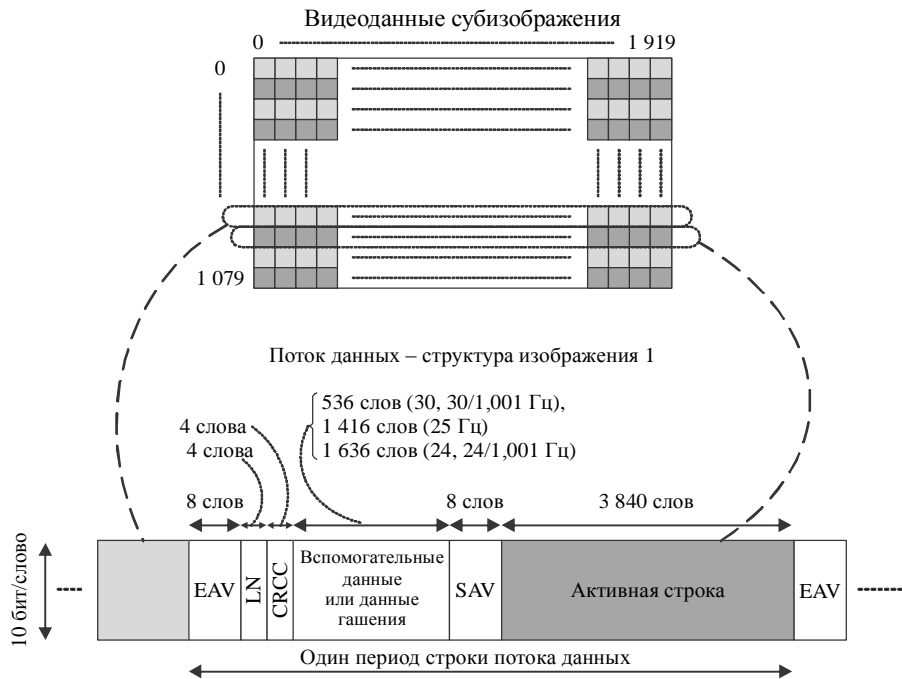 Видеоданные субизображения
0 1 919
0
1 079
Поток данных – структура изображения 1
536 слов (30, 30/1,001 Гц),
1 416 слов (25 Гц)
1 636 слов (24, 24/1,001 Гц)
4 слова
4 слова
8 слов
8 слов
3 840 слов
10 бит/слово
EAV
LN
CRCC
Вспомогательные
данные
или данные
гашения
SAV
Активная строка
EAV
Один период строки потока данных